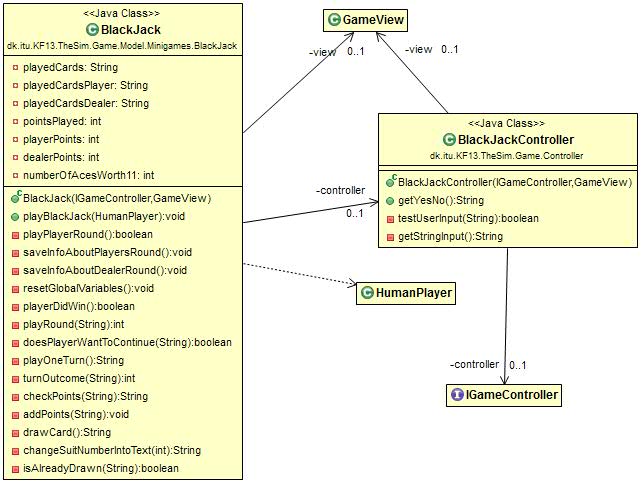 <<Java Class>>
BlackJack
dk.itu.KF13.TheSim.Game.Model.Minigames.BlackJack
playedCards: String
playedCardsPlayer: String
playedCardsDealer: String
pointsPlayed: int
playerPoints: int
dealerPoints: int
numberOfAcesWorth11: int
BlackJack(IGameController,GameView)
playBlackJack(HumanPlayer):void
playPlayerRound():boolean
saveInfoAboutPlayersRound():void
saveInfoAboutDealerRound():void
resetGlobalVariables():void
playerDidWin():boolean
playRound(String):int
doesPlayerWantToContinue(String):boolean
playOneTurn():String
turnOutcome(String):int
checkPoints(String):String
addPoints(String):void
drawCard():String
changeSuitNumberIntoText(int):String
isAlreadyDrawn(String):boolean
GameView
-view 0..1
-view 0..1
<<Java Class>>
BlackJackController
dk.itu.KF13.TheSim.Game.Controller
BlackJackController(IGameController,GameView)
getYesNo():String
testUserInput(String):boolean
getStringInput():String
-controller
0..1
HumanPlayer
-controller 0..1
IGameController